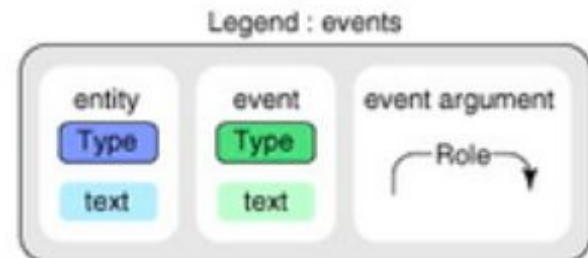 Legend : events
entity event event argument
Type Type Role
text text